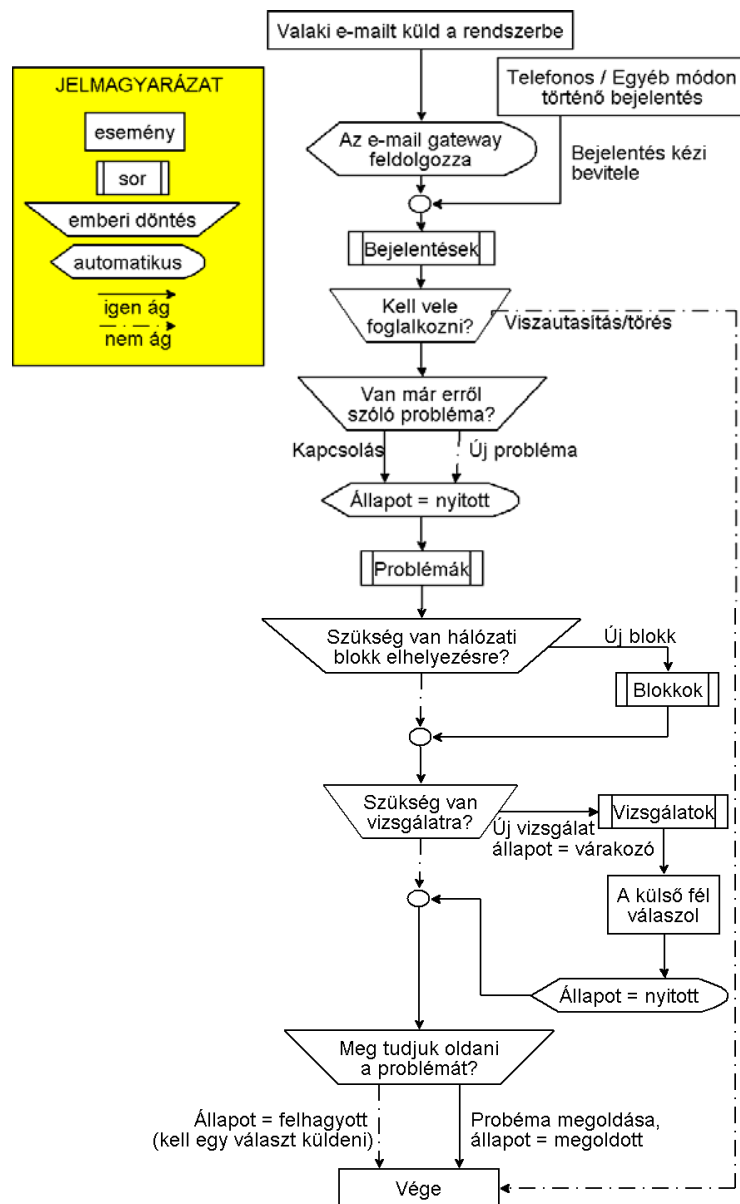 Valaki e-mailt küld a rendszerbe
JELMAGYARÁZAT
esemény
sor
emberi döntés
automatikus
igen ág
nem ág
Telefonos / Egyéb módon
történő bejelentés
Az e-mail gateway
feldolgozza
Bejelentés kézi
bevitele
Bejelentések
Kell vele
foglalkozni?
Viszautasítás/törés
Van már erről
szóló probléma?
Kapcsolás
Új probléma
Állapot = nyitott
Problémák
Szükség van hálózati
blokk elhelyezésre?
Új blokk
Blokkok
Szükség van
vizsgálatra?
Vizsgálatok
Új vizsgálat
állapot = várakozó
A külső fél
válaszol
Állapot = nyitott
Meg tudjuk oldani
a problémát?
Állapot = felhagyott
(kell egy választ küldeni)
Probéma megoldása,
állapot = megoldott
Vége